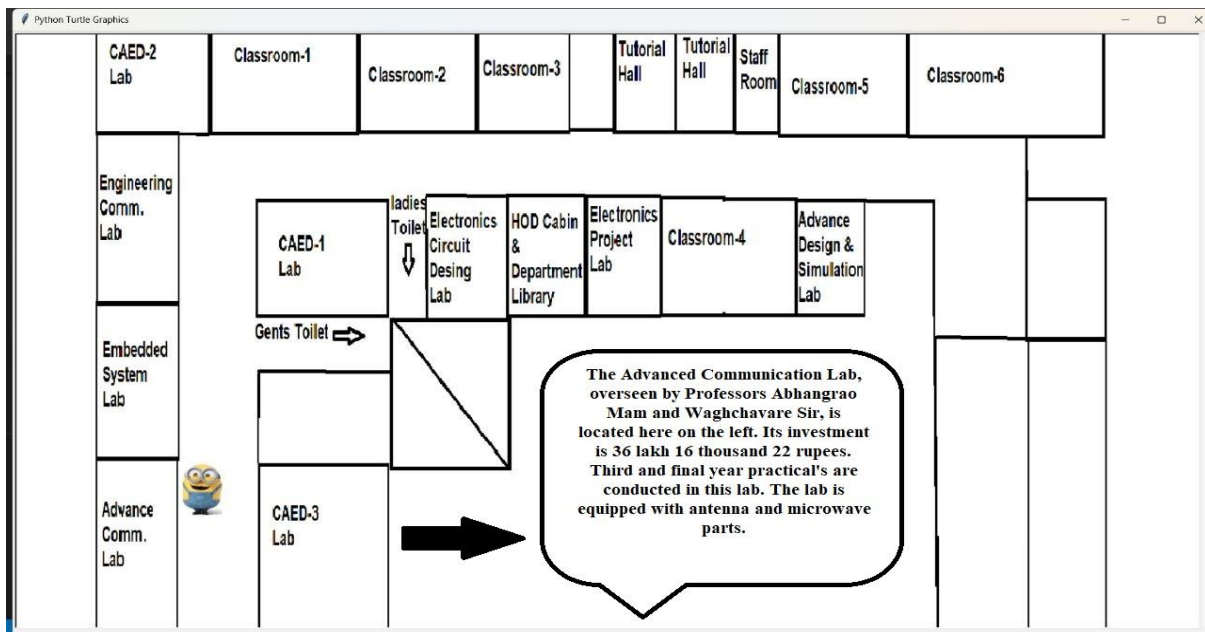 Python Turtle Graphics
CAED-2
Lab
Classroom-1
Classroom-2
Classroom-3
Tutorial
Hall
Tutorial
Hall
Staff
Room
Classroom-5
Classroom-6
Engineering
Comm.
Lab
CAED-1
Lab
ladies
Toilet
Electronics
Circuit
Desing
Lab
HOD Cabin
&
Department
Library
Electronics
Project
Lab
Classroom-4
Advance
Design &
Simulation
Lab
Gents Toilet
Embedded
System
Lab
Advance
Comm.
Lab
CAED-3
Lab
The Advanced Communication Lab,
overseen by Professors Abhangrao
Mam and Waghchavare Sir, is
located here on the left. Its investment
is 36 lakh 16 thousand 22 rupees.
Third and final year practical's are
conducted in this lab. The lab is
equipped with antenna and microwave
parts.